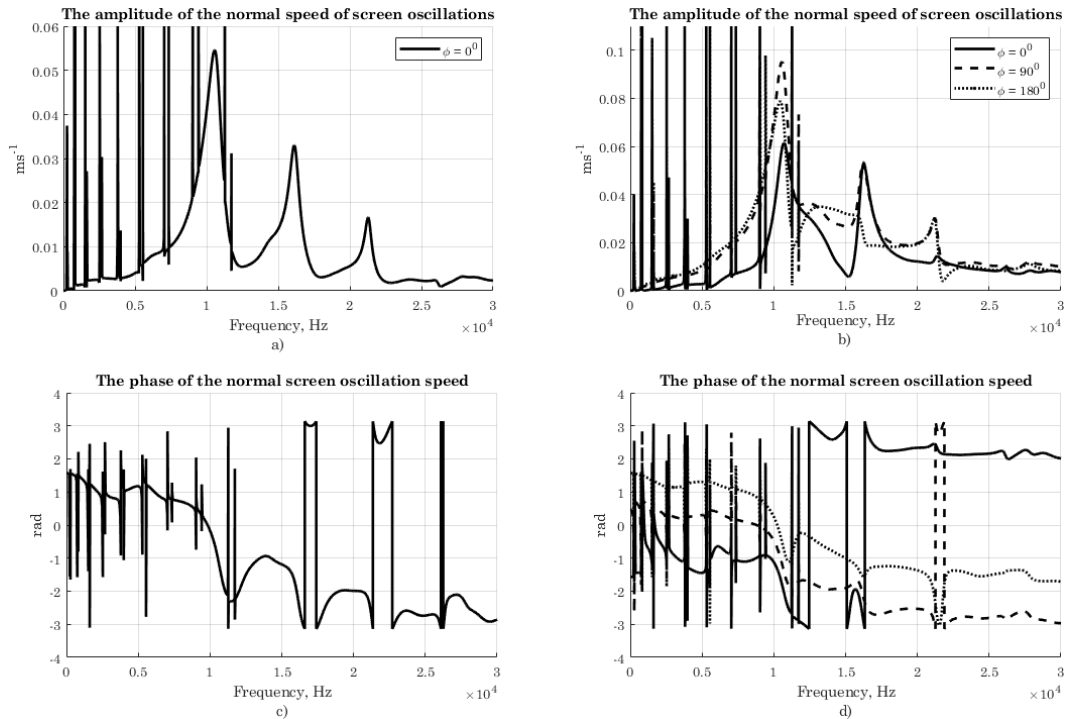 The amplitude of the normal speed of screen oscillations
0.06
0.05
0.04
0.03
0.02
0.01
0
ms-1
ϕ = 0⁰
0 0.5 1 1.5 2 2.5 3
Frequency, Hz ×10⁴
a)
The amplitude of the normal speed of screen oscillations
0.1
0.08
0.06
0.04
0.02
0
ms-1
ϕ = 0⁰
ϕ = 90⁰
ϕ = 180⁰
0 0.5 1 1.5 2 2.5 3
Frequency, Hz ×10⁴
b)
The phase of the normal screen oscillation speed
4
3
2
1
0
-1
-2
-3
-4
rad
0 0.5 1 1.5 2 2.5 3
Frequency, Hz ×10⁴
c)
The phase of the normal screen oscillation speed
4
3
2
1
0
-1
-2
-3
-4
rad
0 0.5 1 1.5 2 2.5 3
Frequency, Hz ×10⁴
d)